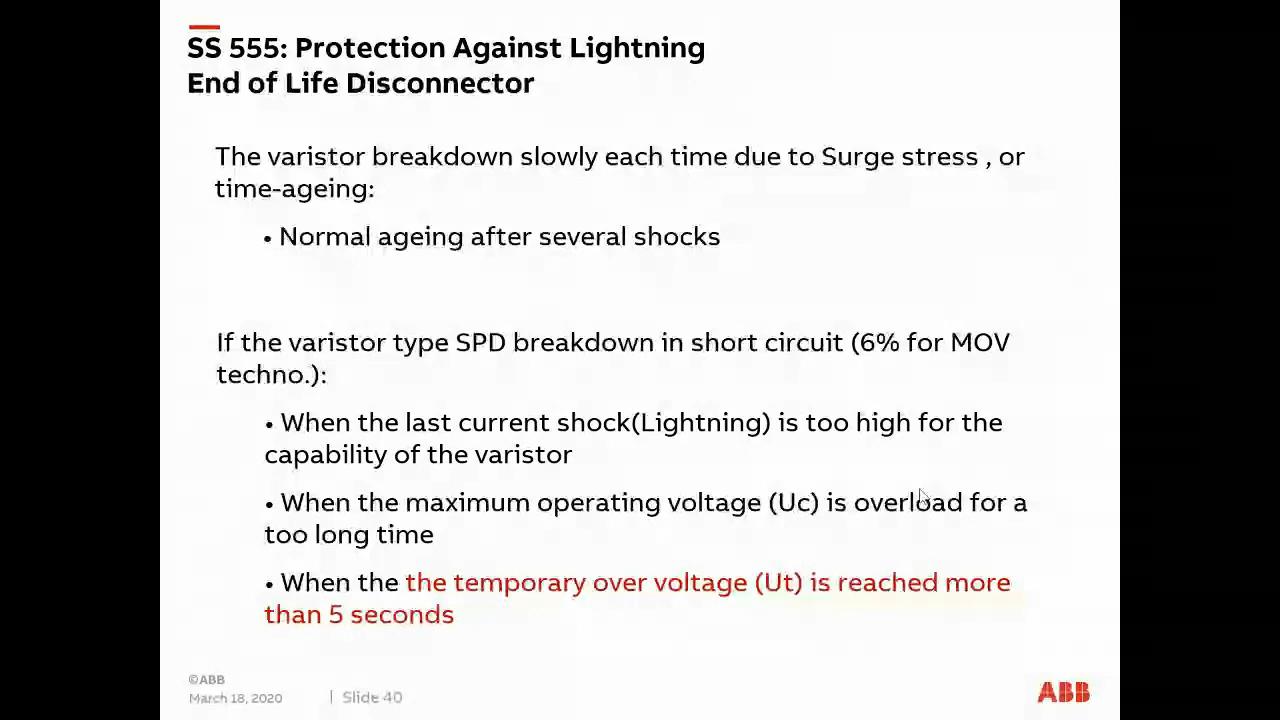 SS 555: Protection Against Lightning
End of Life Disconnector
The varistor breakdown slowly each time due to Surge stress , or
time-ageing:
• Normal ageing after several shocks
If the varistor type SPD breakdown in short circuit (6% for MOV
techno.):
• When the last current shock(Lightning) is too high for the
capability of the varistor
• When the maximum operating voltage (Uc) is overload for a
too long time
• When the the temporary over voltage (Ut) is reached more
than 5 seconds
©ABB
March 18, 2020 | Slide 40
ABB